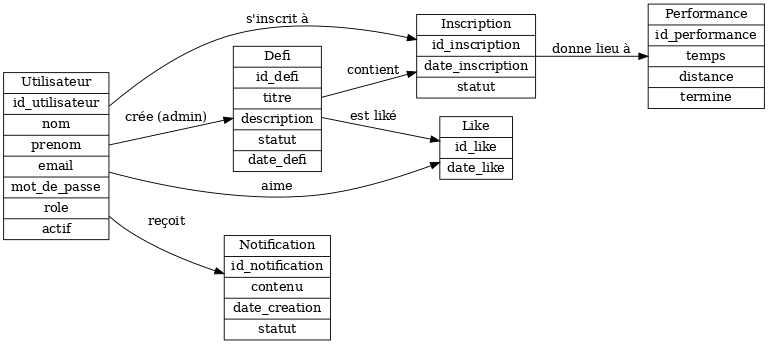 Utilisateur
id_utilisateur
nom
prenom
email
mot_de_passe
role
actif
s'inscrit à
crée (admin)
aime
reçoit
Defi
id_defi
titre
description
statut
date_defi
contient
est liké
Notification
id_notification
contenu
date_creation
statut
Inscription
id_inscription
date_inscription
statut
Like
id_like
date_like
donne lieu à
Performance
id_performance
temps
distance
termine